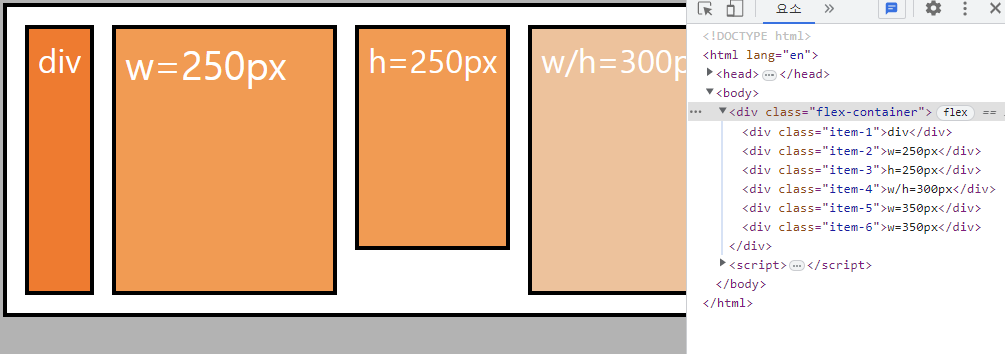 div
w=250px
h=250px
w/h=300p
요소
<!DOCTYPE html>
<html lang="en">
<head>…</head>
<body>
<div class="flex-container"> flex ==
<div class="item-1">div</div>
<div class="item-2">w=250px</div>
<div class="item-3">h=250px</div>
<div class="item-4">w/h=300px</div>
<div class="item-5">w=350px</div>
<div class="item-6">w=350px</div>
</div>
<script>…</script>
</body>
</html>